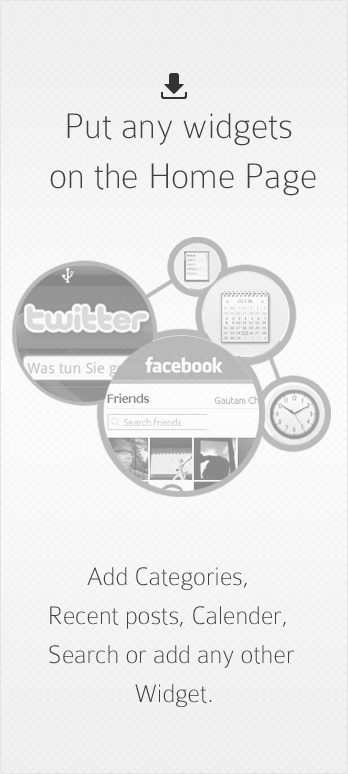 Put any widgets
on the Home Page
twitter
Was tun Sie g
facebook
Friends
Gautam Ch
Search friends
Add Categories,
Recent posts, Calender,
Search or add any other
Widget.